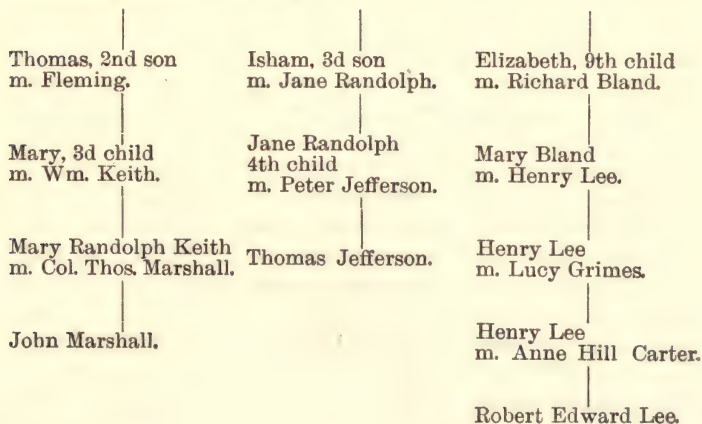 Thomas, 2nd son
m. Fleming.
Mary, 3d child
m. Wm. Keith.
Mary Randolph Keith
m. Col. Thos. Marshall.
John Marshall.
Isham, 3d son
m. Jane Randolph.
Jane Randolph
4th child
m. Peter Jefferson.
Thomas Jefferson.
Elizabeth, 9th child
m. Richard Bland.
Mary Bland
m. Henry Lee.
Henry Lee
m. Lucy Grimes.
Henry Lee
m. Anne Hill Carter.
Robert Edward Lee.